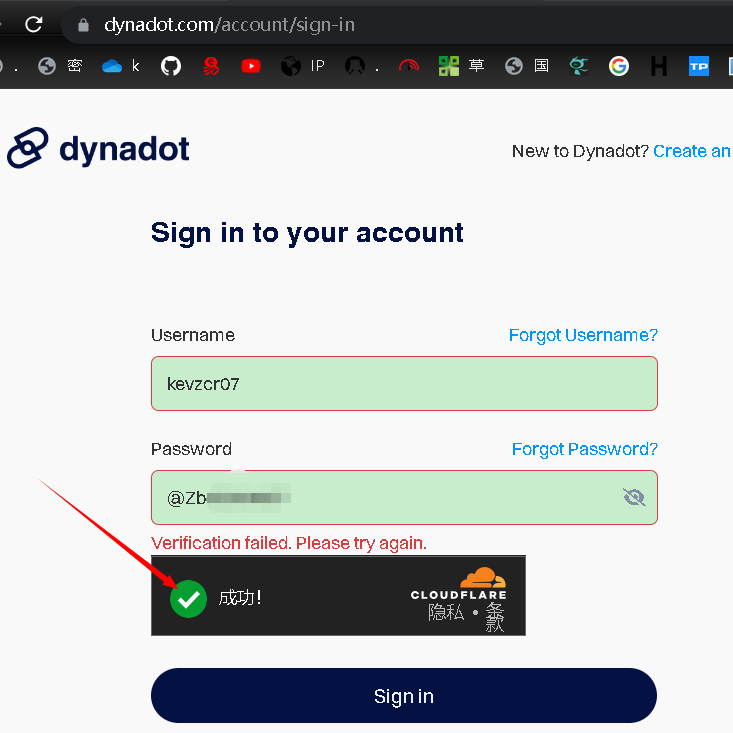 dynadot.com/account/sign-in
. 密 k IP . 草 国 H TP
dynadot
New to Dynadot? Create an
Sign in to your account
Username Forgot Username?
kevzcr07
Password Forgot Password?
@Zb
Verification failed. Please try again.
成功!
CLOUDFLARE
隐私 • 条
款
Sign in